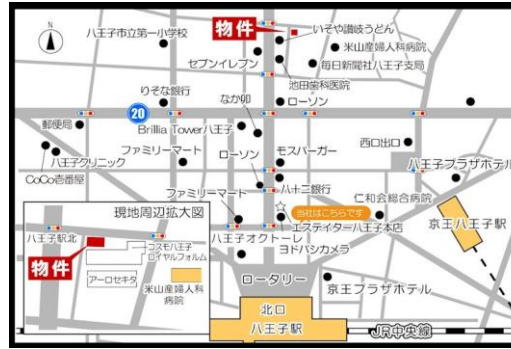 N
八王子市立第一小学校
物件
いそや讃岐うどん
米山産婦人科病院
セブンイレブン
毎日新聞社八王子支局
池田歯科医院
りそな銀行
なか卯
ローソン
20
郵便局
Brillia Tower八王子
西口出口
八王子クリニック
ファミリーマート
モスバーガー
ローソン
八王子プラザホテル
CoCo壱番屋
八十二銀行
ファミリーマート
仁和会総合病院
当社はこちらです
京王八王子駅
エステイター八王子本店
八王子オクトーレ
ヨドバシカメラ
現地周辺拡大図
八王子駅北
コスモ八王子
ロイヤルフォルム
物件
アーロセキタ
米山産婦人科
病院
ロータリー
京王プラザホテル
北口
八王子駅
JR中央線